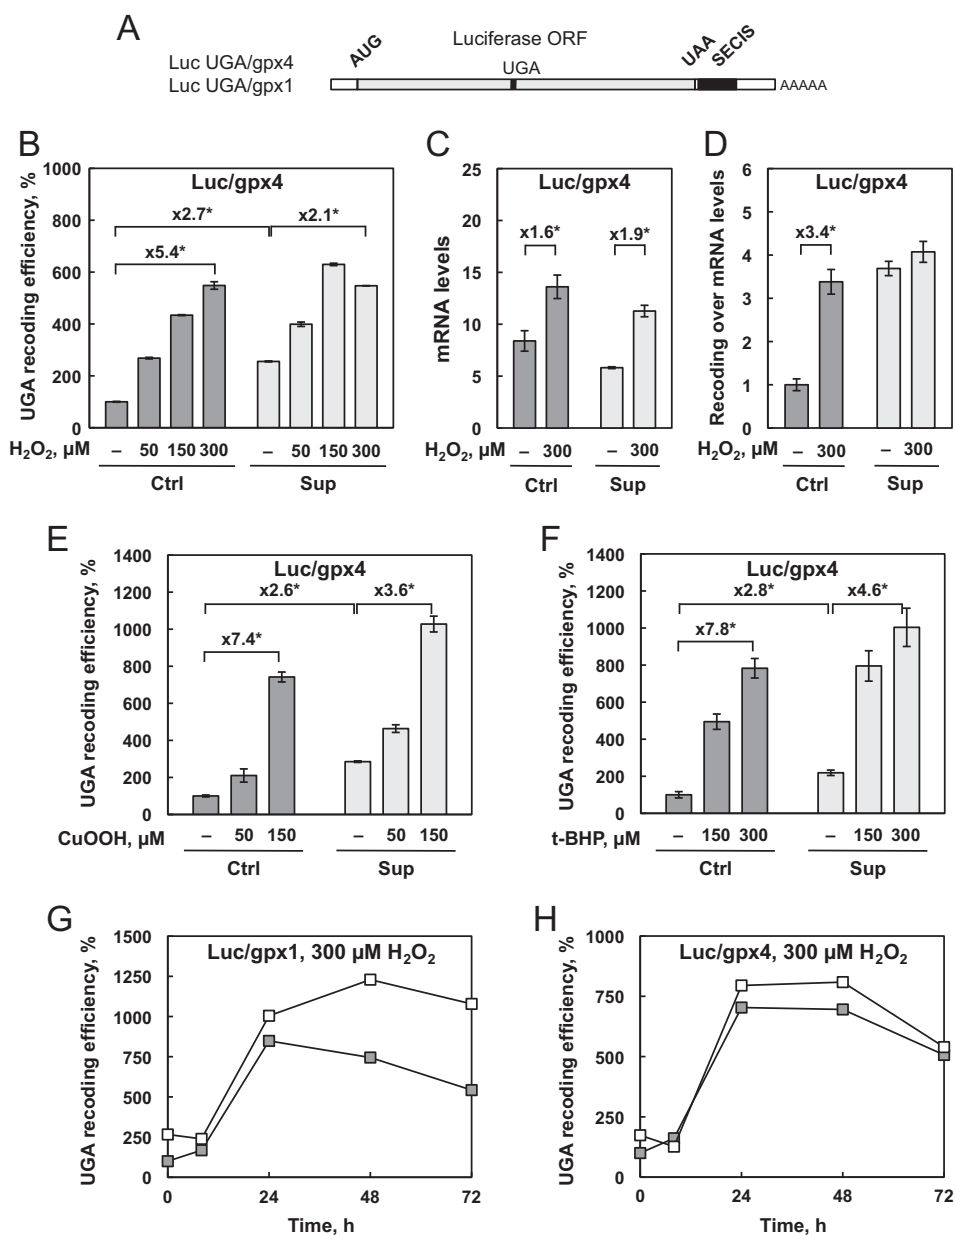 A
Luc UGA/gpx4
Luc UGA/gpx1
AUG
Luciferase ORF
UGA
UAA
SECIS
AAAAA
B
UGA recoding efficiency, %
1000
800
600
400
200
0
Luc/gpx4
x2.7*
x2.1*
x5.4*
H₂O₂, µM – 50 150 300 – 50 150 300
Ctrl Sup
C
mRNA levels
25
20
15
10
5
0
Luc/gpx4
x1.6*
x1.9*
H₂O₂, µM – 300 – 300
Ctrl Sup
D
Recoding over mRNA levels
6
5
4
3
2
1
0
Luc/gpx4
x3.4*
H₂O₂, µM – 300 – 300
Ctrl Sup
E
UGA recoding efficiency, %
1400
1200
1000
800
600
400
200
0
Luc/gpx4
x2.6*
x3.6*
x7.4*
CuOOH, µM – 50 150 – 50 150
Ctrl Sup
F
UGA recoding efficiency, %
1400
1200
1000
800
600
400
200
0
Luc/gpx4
x2.8*
x4.6*
x7.8*
t-BHP, µM – 150 300 – 150 300
Ctrl Sup
G
UGA recoding efficiency, %
1500
1250
1000
750
500
250
0
Luc/gpx1, 300 µM H₂O₂
0 24 48 72
Time, h
H
UGA recoding efficiency, %
1000
750
500
250
0
Luc/gpx4, 300 µM H₂O₂
0 24 48 72
Time, h